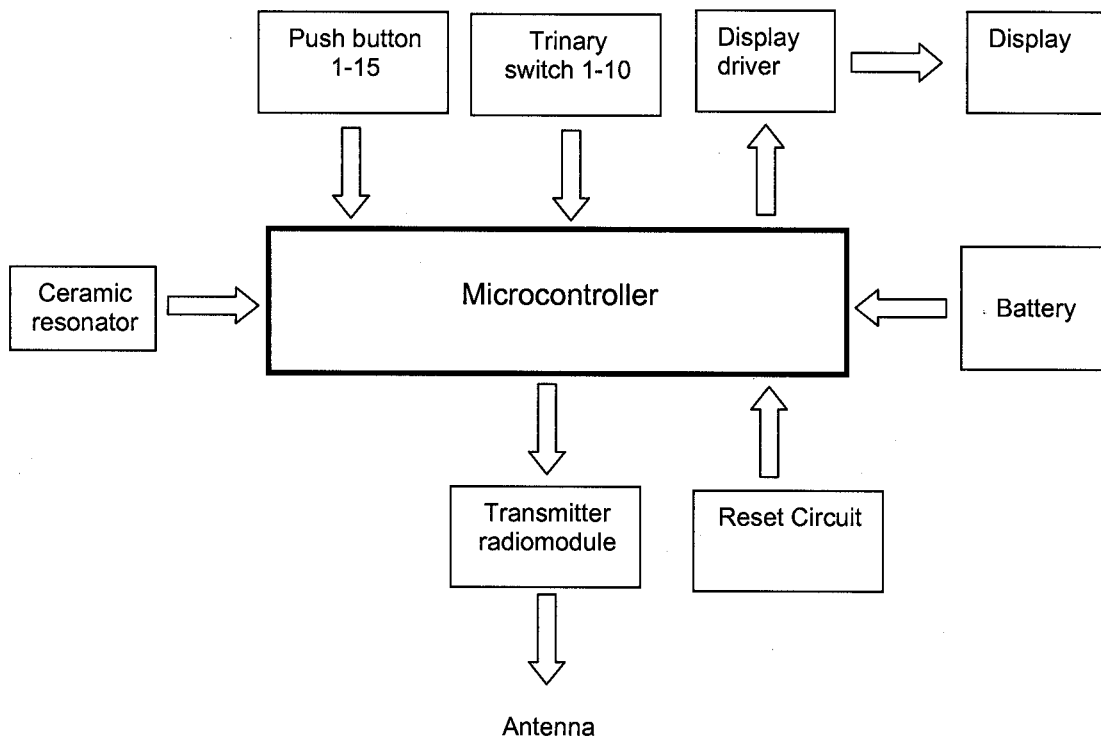 Push button
1-15
Trinary
switch 1-10
Display
driver
Display
Ceramic
resonator
Microcontroller
Battery
Transmitter
radiomodule
Reset Circuit
Antenna